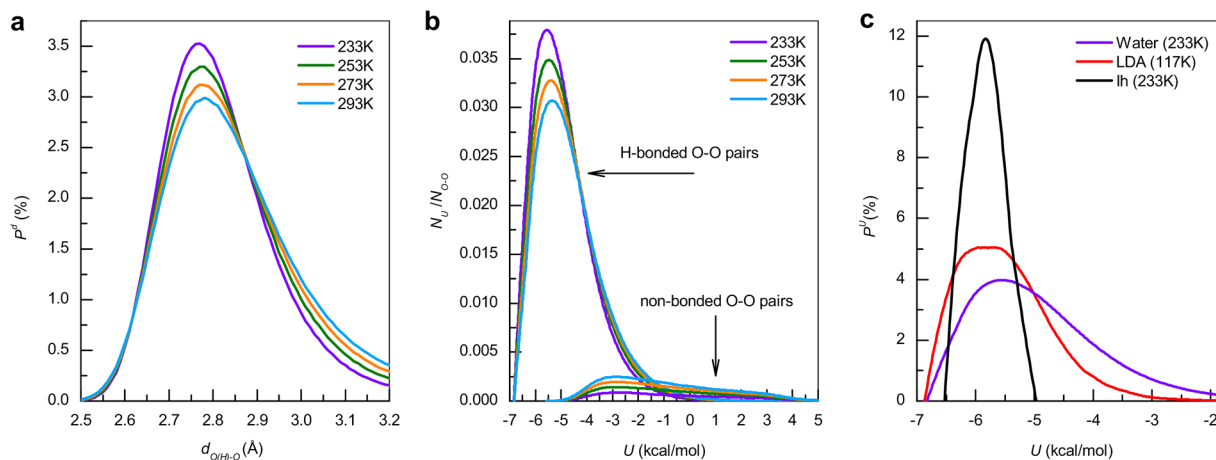 a
3.5
3.0
2.5
2.0
1.5
1.0
0.5
0.0
P^d (%)
233K
253K
273K
293K
2.5 2.6 2.7 2.8 2.9 3.0 3.1 3.2
d_O(H)-O (Å)
b
0.035
0.030
0.025
0.020
0.015
0.010
0.005
0.000
N_U/N_O-O
233K
253K
273K
293K
H-bonded O-O pairs
non-bonded O-O pairs
-7 -6 -5 -4 -3 -2 -1 0 1 2 3 4 5
U (kcal/mol)
c
12
10
8
6
4
2
0
P^U (%)
Water (233K)
LDA (117K)
Ih (233K)
-7 -6 -5 -4 -3 -2
U (kcal/mol)